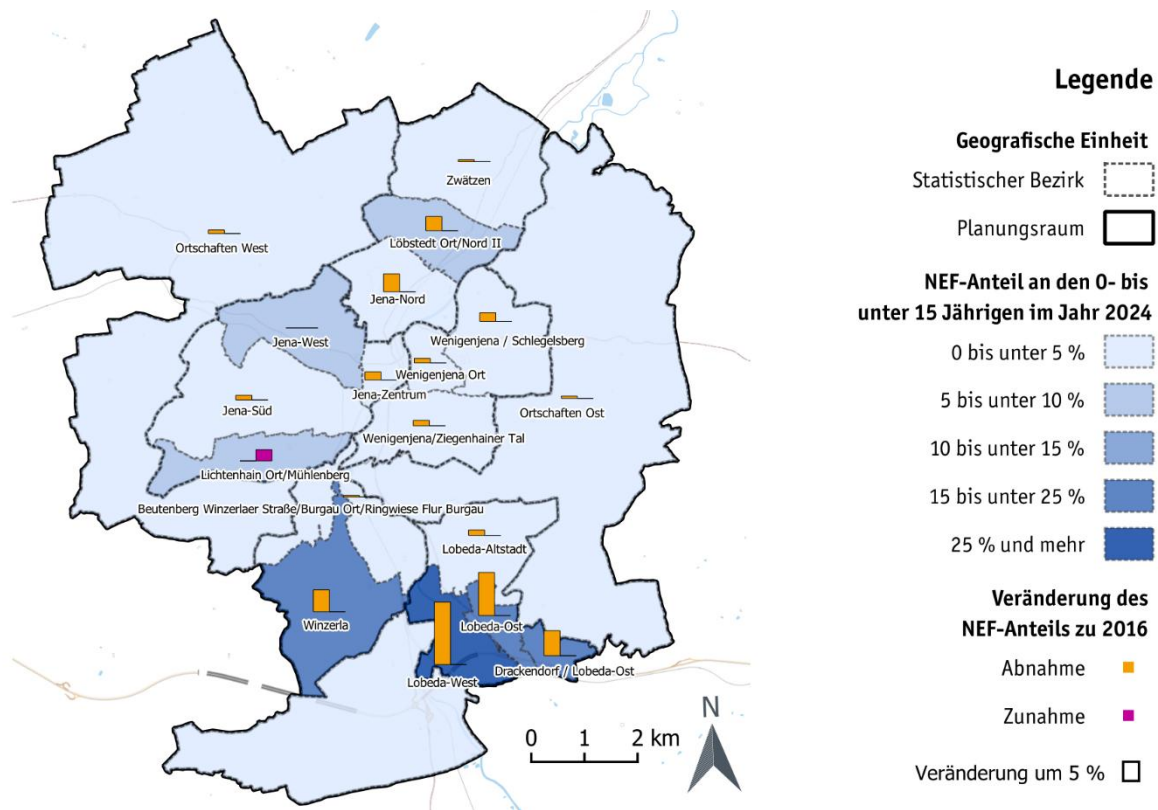 Zwätzen
Löbstedt Ort/Nord II
Ortschaften West
Jena-Nord
Jena-West
Wenigenjena / Schlegelsberg
Wenigenjena Ort
Jena-Zentrum
Jena-Süd
Ortschaften Ost
Wenigenjena/Ziegenhainer Tal
Lichtenhain Ort/Mühlenberg
Beutenberg Winzerlaer Straße/Burgau Ort/Ringwiese Flur Burgau
Lobeda-Altstadt
Winzerla
Lobeda-Ost
Drackendorf / Lobeda-Ost
Lobeda-West
0 1 2 km
N
Legende
Geografische Einheit
Statistischer Bezirk
Planungsraum
NEF-Anteil an den 0- bis
unter 15 Jährigen im Jahr 2024
0 bis unter 5 %
5 bis unter 10 %
10 bis unter 15 %
15 bis unter 25 %
25 % und mehr
Veränderung des
NEF-Anteils zu 2016
Abnahme
Zunahme
Veränderung um 5 %